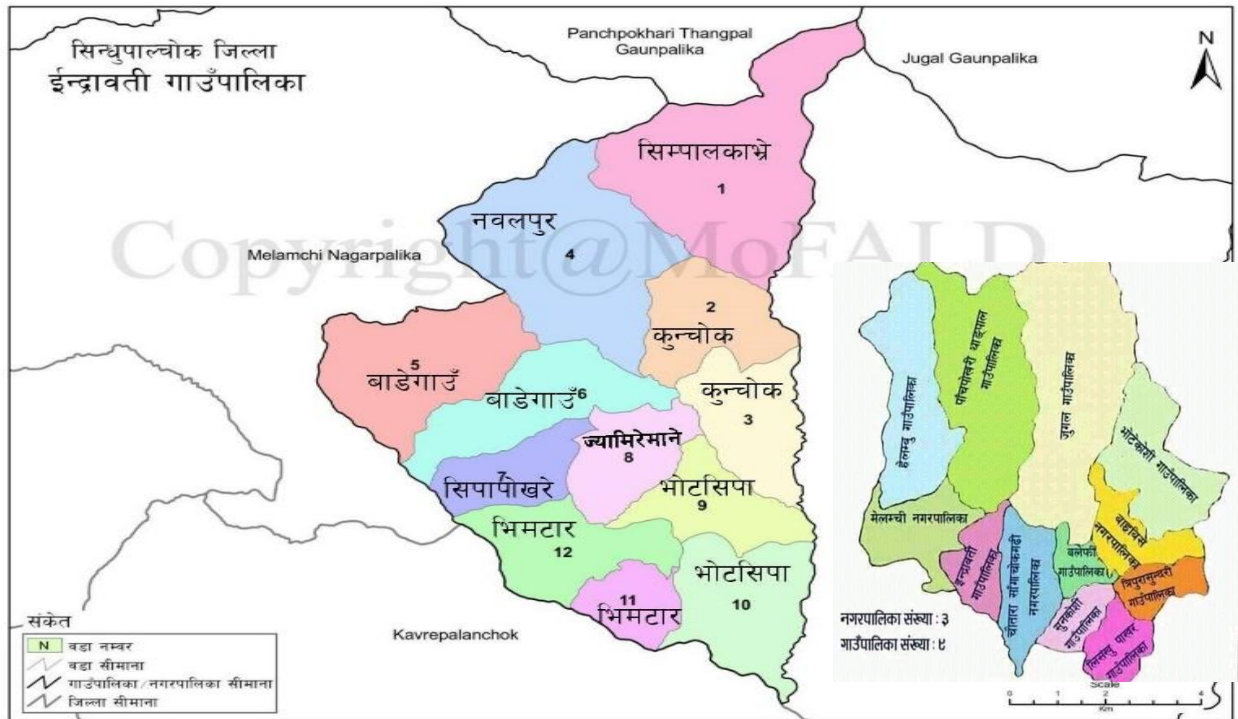 सिन्धुपाल्चोक जिल्ला
ईन्द्रावती गाउँपालिका
Panchpokhari Thangpal
Gaunpalika
Jugal Gaunpalika
N
सिम्पालकाभ्रे
1
नवलपुर
4
Copyright@MoFALD
Melamchi Nagarpalika
2
कुन्चोक
5
बाडेगाउँ
6
बाडेगाउँ
कुन्चोक
3
ज्यामिरेमाने
8
7
सिपापोखरे
भोटसिपा
9
भिमटार
12
भोटसिपा
10
11
भिमटार
Kavrepalanchok
संकेत
N वडा नम्बर
वडा सीमाना
गाउँपालिका/नगरपालिका सीमाना
जिल्ला सीमाना
हेलम्बु गाउँपालिका
पाँचपोखरी थाङपाल
गाउँपालिका
जुगल गाउँपालिका
भोटेकोशी गाउँपालिका
मेलम्ची नगरपालिका
ईन्द्रावती
गाउँपालिका
चौतारा साँगाचोकगढी
नगरपालिका
बलेफी
गाउँपालिका
बाह्रविसे
नगरपालिका
त्रिपुरासुन्दरी
गाउँपालिका
सुनकोशी
गाउँपालिका
लिसङ्खु पाखर
गाउँपालिका
नगरपालिका संख्या : ३
गाउँपालिका संख्या : ९
Scale
0 1 2 4
Km